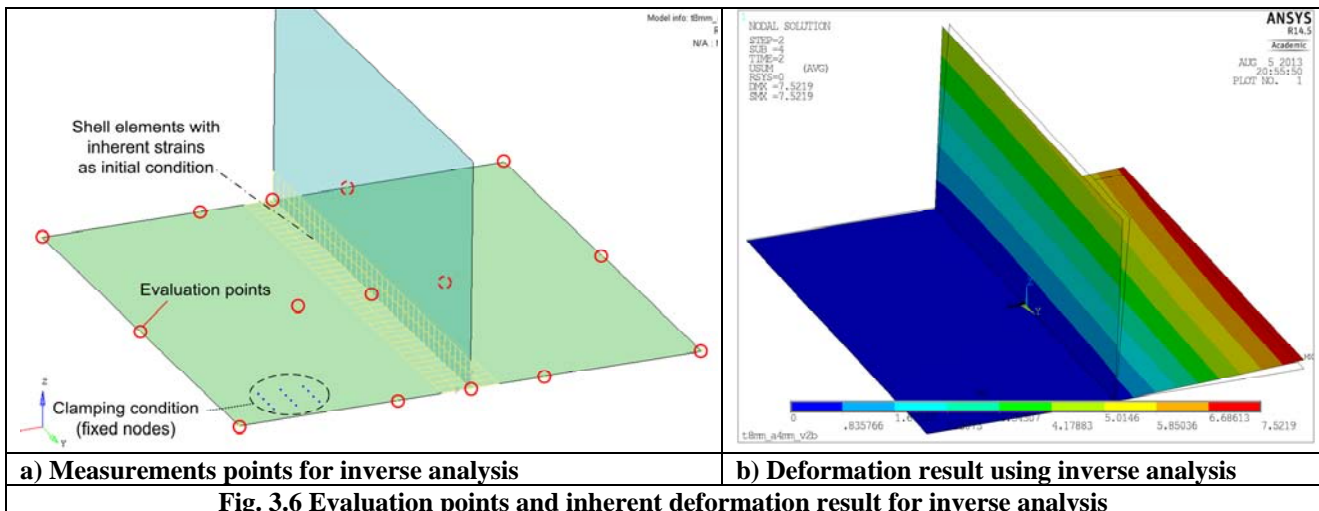 Model info: t8mm_
N/A :
Shell elements with
inherent strains
as initial condition
Evaluation points
Clamping condition
(fixed nodes)
Z
Y
1
NODAL SOLUTION
STEP=2
SUB =4
TIME=2
USUM (AVG)
RSYS=0
DMX =7.5219
SMX =7.5219
ANSYS
R14.5
Academic
AUG 5 2013
20:55:50
PLOT NO. 1
Y
0
.835766
4.17883
5.0146
5.85036
6.68613
7.5219
t8mm_a4mm_v2b
a) Measurements points for inverse analysis
b) Deformation result using inverse analysis
Fig. 3.6 Evaluation points and inherent deformation result for inverse analysis